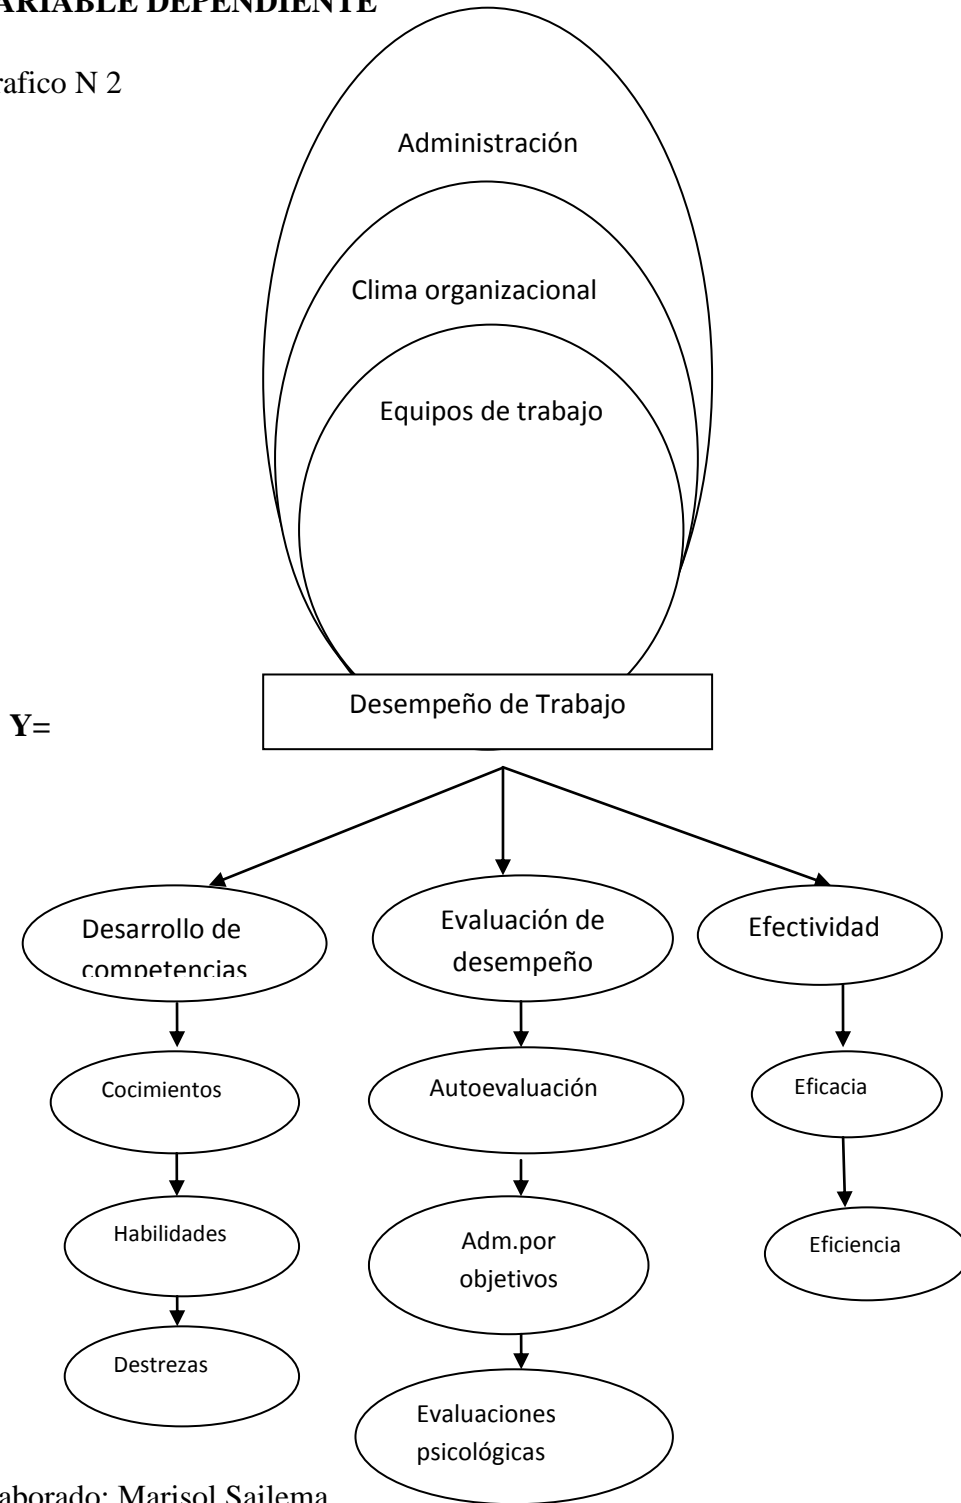 ARIABLE DEPENDIENTE
rafico N 2
Administración
Clima organizacional
Equipos de trabajo
Desempeño de Trabajo
Y=
Desarrollo de
competencias
Evaluación de
desempeño
Efectividad
Cocimientos
Autoevaluación
Eficacia
Habilidades
Adm.por
objetivos
Eficiencia
Destrezas
Evaluaciones
psicológicas
aborado: Marisol Sailema